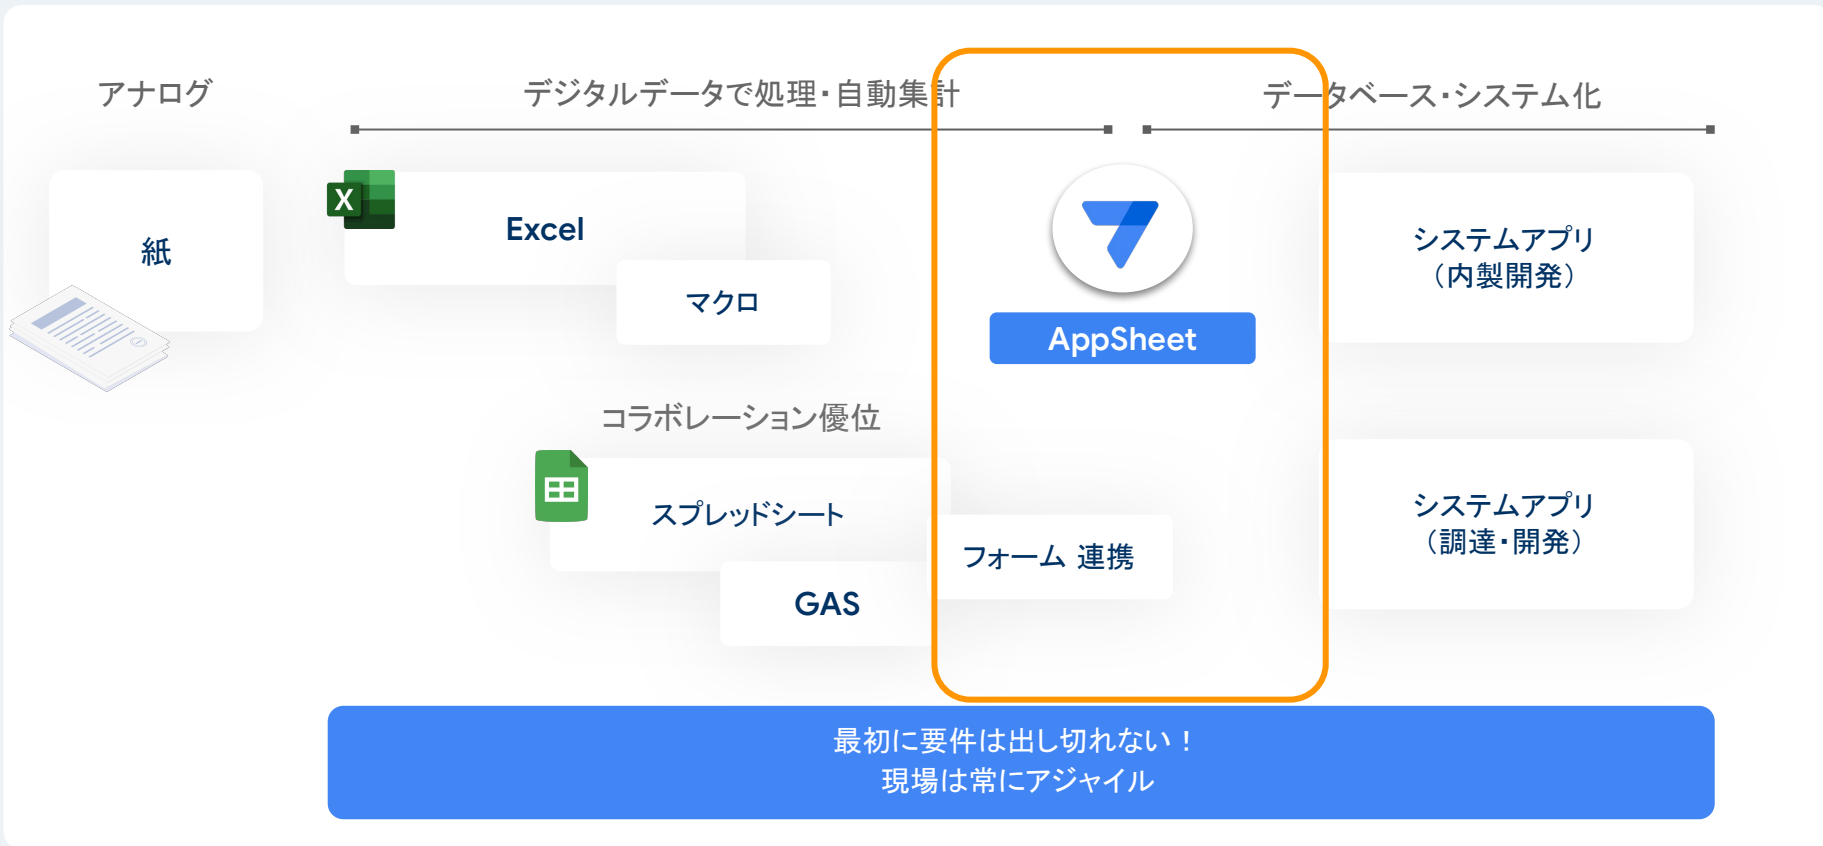 アナログ
デジタルデータで処理・自動集計
データベース・システム化
紙
X
Excel
マクロ
AppSheet
システムアプリ
（内製開発）
コラボレーション優位
スプレッドシート
フォーム 連携
GAS
システムアプリ
（調達・開発）
最初に要件は出し切れない！
現場は常にアジャイル